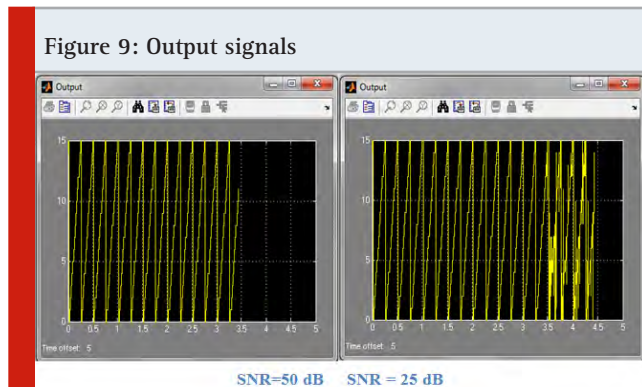 Figure 9: Output signals
Output
15
10
5
0
0 0.5 1 1.5 2 2.5 3 3.5 4 4.5 5
Time offset: 5
Output
15
10
5
0
0 0.5 1 1.5 2 2.5 3 3.5 4 4.5 5
Time offset: 5
SNR=50 dB SNR = 25 dB